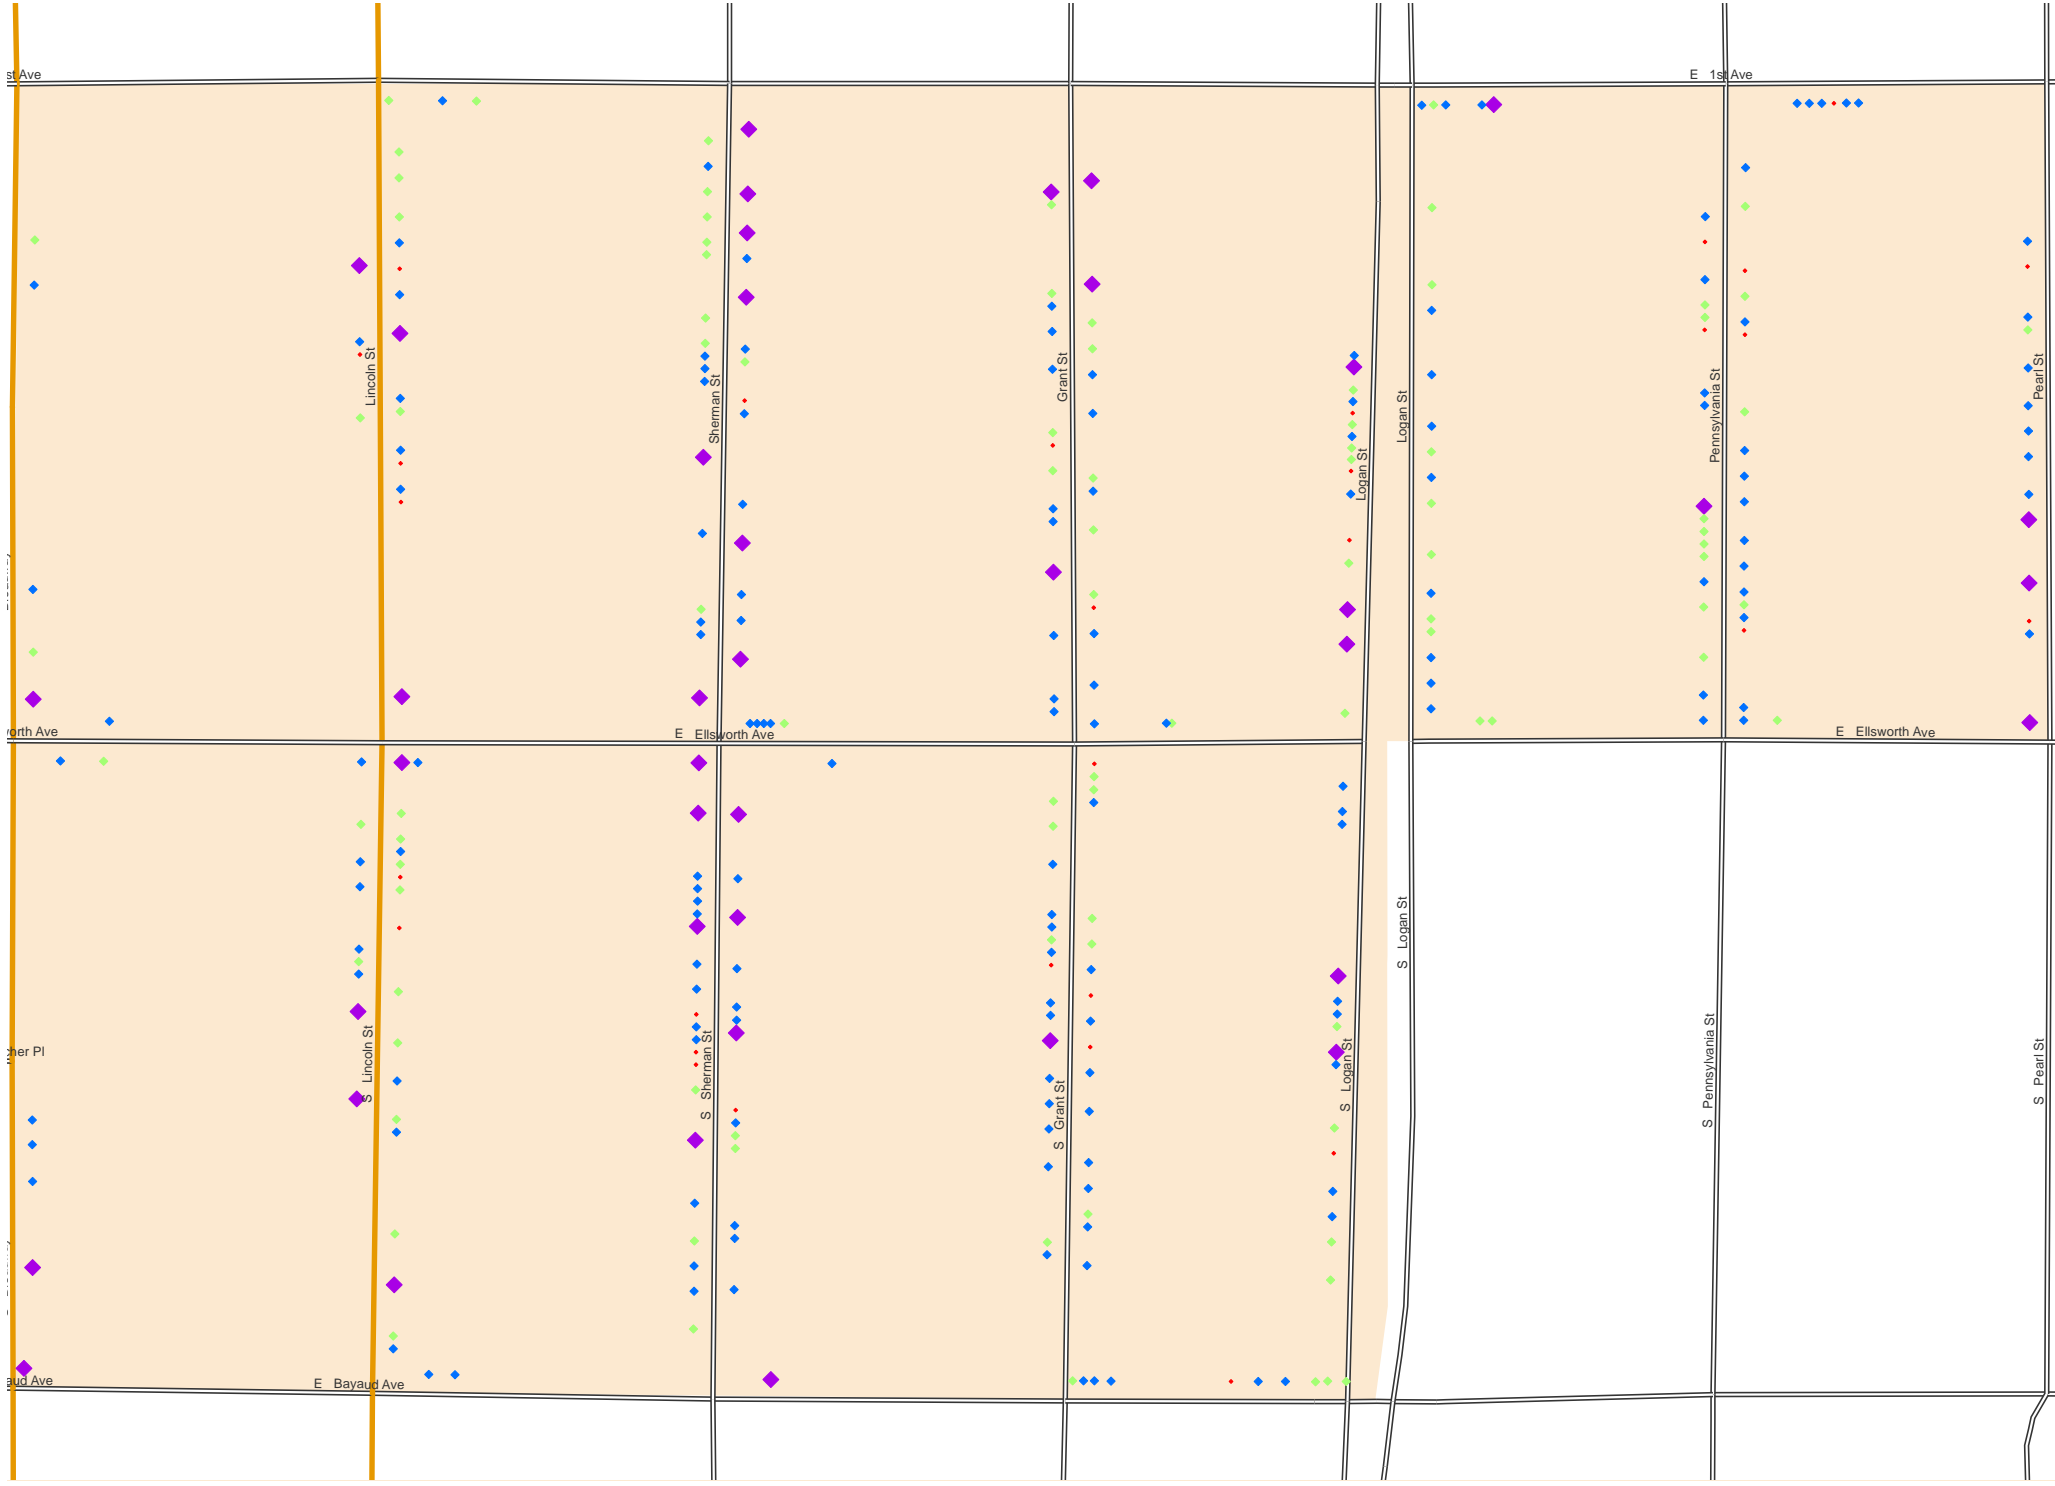 st Ave
E 1st Ave
Lincoln St
Sherman St
Grant St
Logan St
Logan St
Pennsylvania St
Pearl St
orth Ave
E Ellsworth Ave
E Ellsworth Ave
her Pl
S Lincoln St
S Sherman St
S Grant St
S Logan St
S Logan St
S Pennsylvania St
S Pearl St
aud Ave
E Bayaud Ave